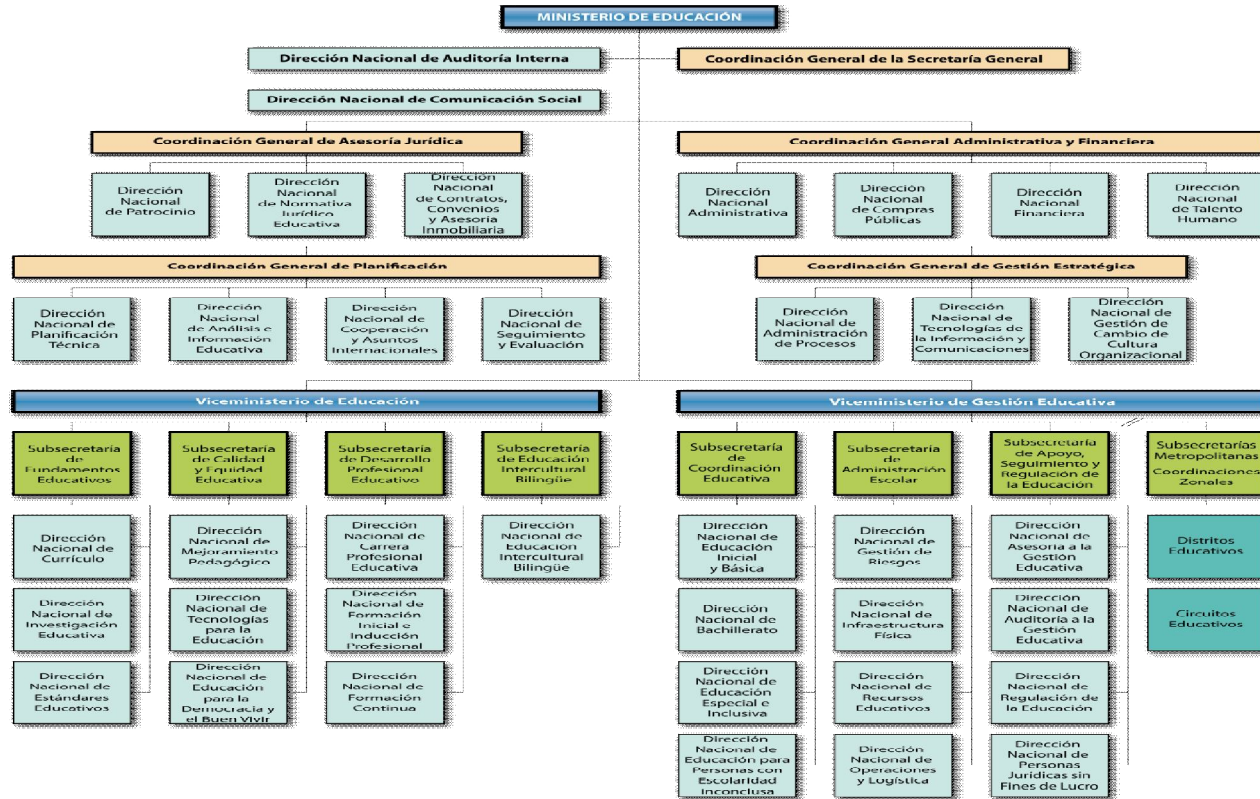 MINISTERIO DE EDUCACIÓN
Dirección Nacional de Auditoría Interna
Coordinación General de la Secretaría General
Dirección Nacional de Comunicación Social
Coordinación General de Asesoría Jurídica
Dirección
Nacional
de Patrocinio
Dirección
Nacional
de Normativa
Jurídico
Educativa
Dirección
Nacional
de Contratos,
Convenios
y Asesoría
Inmobiliaria
Coordinación General Administrativa y Financiera
Dirección
Nacional
Administrativa
Dirección
Nacional
de Compras
Públicas
Dirección
Nacional
Financiera
Dirección
Nacional
de Talento
Humano
Coordinación General de Planificación
Dirección
Nacional de
Planificación
Técnica
Dirección
Nacional
de Análisis e
Información
Educativa
Dirección
Nacional de
Cooperación
y Asuntos
Internacionales
Dirección
Nacional de
Seguimiento
y Evaluación
Coordinación General de Gestión Estratégica
Dirección
Nacional de
Administración
de Procesos
Dirección
Nacional de
Tecnologías de
la Información y
Comunicaciones
Dirección
Nacional de
Gestión de
Cambio de
Cultura
Organizacional
Viceministerio de Educación
Subsecretaría
de
Fundamentos
Educativos
Subsecretaría
de Calidad
y Equidad
Educativa
Subsecretaría
de Desarrollo
Profesional
Educativo
Subsecretaría
de Educación
Intercultural
Bilingüe
Dirección
Nacional de
Currículo
Dirección
Nacional de
Mejoramiento
Pedagógico
Dirección
Nacional de
Carrera
Profesional
Educativa
Dirección
Nacional de
Educación
Intercultural
Bilingüe
Dirección
Nacional de
Investigación
Educativa
Dirección
Nacional de
Tecnologías
para la
Educación
Dirección
Nacional de
Formación
Inicial e
Inducción
Profesional
Dirección
Nacional de
Estándares
Educativos
Dirección
Nacional de
Educación
para la
Democracia y
el Buen Vivir
Dirección
Nacional de
Formación
Continua
Viceministerio de Gestión Educativa
Subsecretaría
de
Coordinación
Educativa
Subsecretaría
de
Administración
Escolar
Subsecretaría
de Apoyo,
Seguimiento y
Regulación de
la Educación
Subsecretarías
Metropolitanas
Coordinaciones
Zonales
Dirección
Nacional de
Educación
Inicial
y Básica
Dirección
Nacional de
Gestión de
Riesgos
Dirección
Nacional de
Asesoría a la
Gestión
Educativa
Distritos
Educativos
Dirección
Nacional de
Bachillerato
Dirección
Nacional de
Infraestructura
Física
Dirección
Nacional de
Auditoría a la
Gestión
Educativa
Circuitos
Educativos
Dirección
Nacional de
Educación
Especial e
Inclusiva
Dirección
Nacional de
Recursos
Educativos
Dirección
Nacional de
Regulación de
la Educación
Dirección
Nacional de
Educación para
Personas con
Escolaridad
Inconclusa
Dirección
Nacional de
Operaciones
y Logística
Dirección
Nacional de
Personas
Jurídicas sin
Fines de Lucro